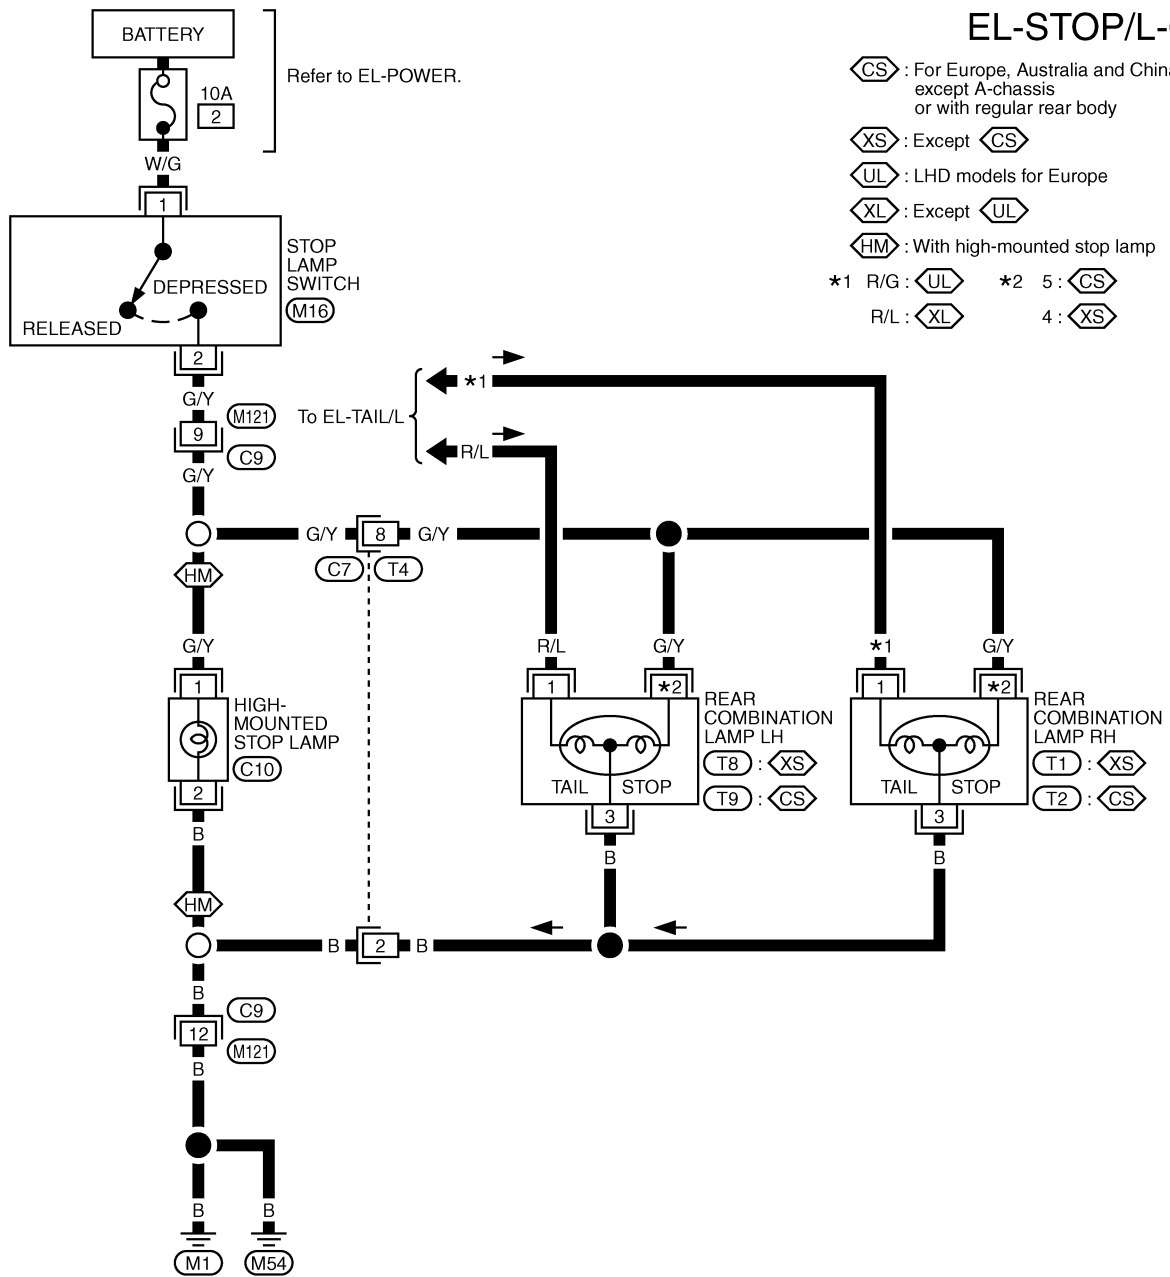 EL-STOP/L-
BATTERY
Refer to EL-POWER.
10A
2
W/G
1
CS : For Europe, Australia and China
except A-chassis
or with regular rear body
XS : Except CS
UL : LHD models for Europe
XL : Except UL
HM : With high-mounted stop lamp
*1 R/G : UL *2 5 : CS
R/L : XL 4 : XS
STOP
LAMP
SWITCH
M16
DEPRESSED
RELEASED
2
G/Y
M121
9
C9
G/Y
To EL-TAIL/L
*1
R/L
G/Y 8 G/Y
C7 T4
HM
G/Y
R/L
G/Y
*1
G/Y
1
1
*2
1
*2
HIGH-
MOUNTED
STOP LAMP
C10
2
REAR
COMBINATION
LAMP LH
T8 : XS
T9 : CS
TAIL STOP
3
REAR
COMBINATION
LAMP RH
T1 : XS
T2 : CS
TAIL STOP
3
B
B
B
HM
B 2 B
B
C9
12
M121
B
B
B
M1
M54